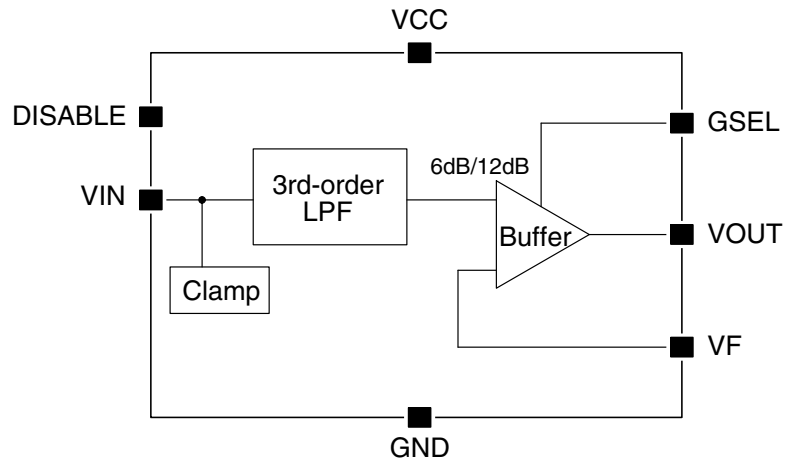 VCC
DISABLE
GSEL
6dB/12dB
3rd-order
LPF
VIN
Buffer
VOUT
Clamp
VF
GND